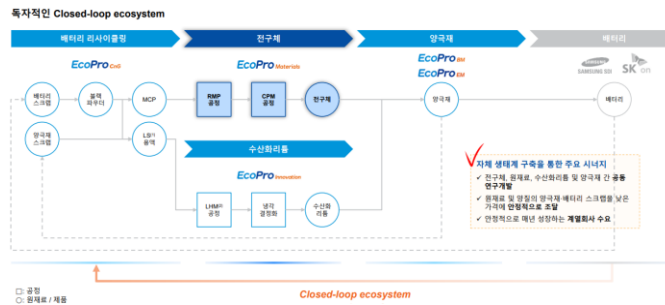 독자적인 Closed-loop ecosystem
배터리 리사이클링
전구체
양극재
배터리
EcoPro CnG
EcoPro Materials
EcoPro BM
EcoPro EM
SAMSUNG SDI
SK on
배터리
스크랩
블랙
파우더
MCP
RMP
공정
CPM
공정
전구체
양극재
배터리
양극재
스크랩
LS(1)
용액
수산화리튬
EcoPro Innovation
LHM(2)
공정
냉각
결정화
수산화
리튬
자체 생태계 구축을 통한 주요 시너지
✓ 전구체, 원재료, 수산화리튬 및 양극재 간 공동
연구개발
✓ 원재료 및 양질의 양극재·배터리 스크랩을 낮은
가격에 안정적으로 조달
✓ 안정적으로 매년 성장하는 계열회사 수요
□: 공정
○: 원재료 / 제품
Closed-loop ecosystem